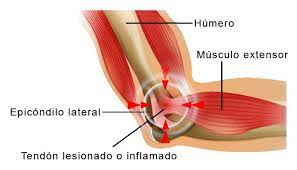 Húmero
Músculo extensor
Epicóndilo lateral
Tendón lesionado o inflamado